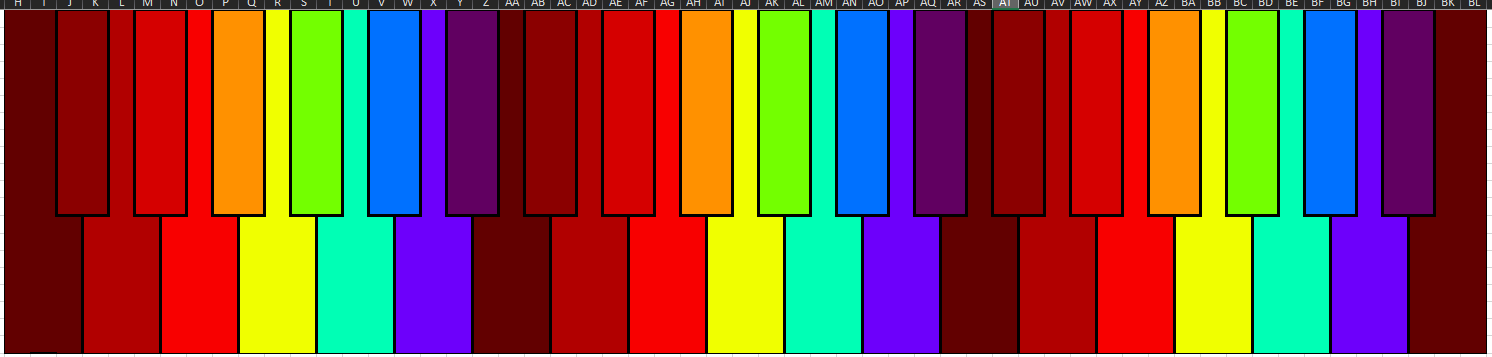 H I J K L M N O P Q R S T U V W X Y Z AA AB AC AD AE AF AG AH AI AJ AK AL AM AN AO AP AQ AR AS AT AU AV AW AX AY AZ BA BB BC BD BE BF BG BH BI BJ BK BL